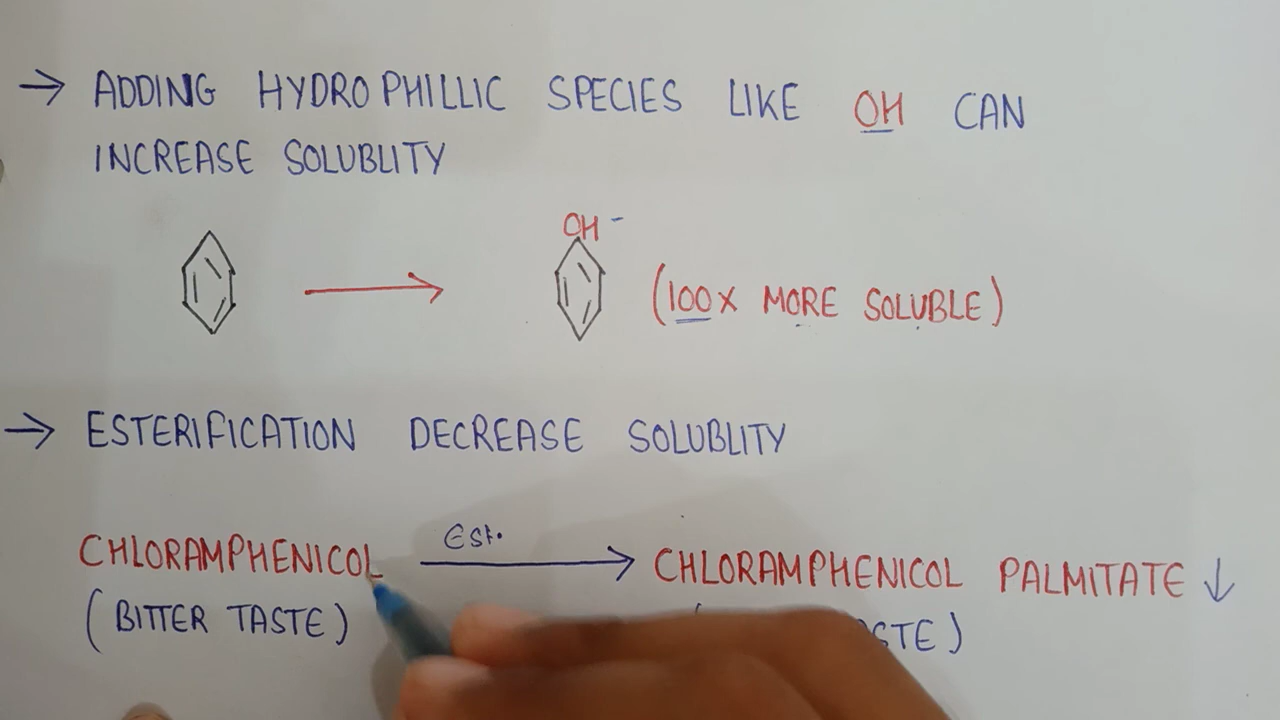 → ADDING HYDROPHILLIC SPECIES LIKE OH CAN
INCREASE SOLUBLITY
OH⁻
(100X MORE SOLUBLE)
→ ESTERIFICATION DECREASE SOLUBLITY
CHLORAMPHENICOL Est. → CHLORAMPHENICOL PALMITATE ↓
(BITTER TASTE) ( )